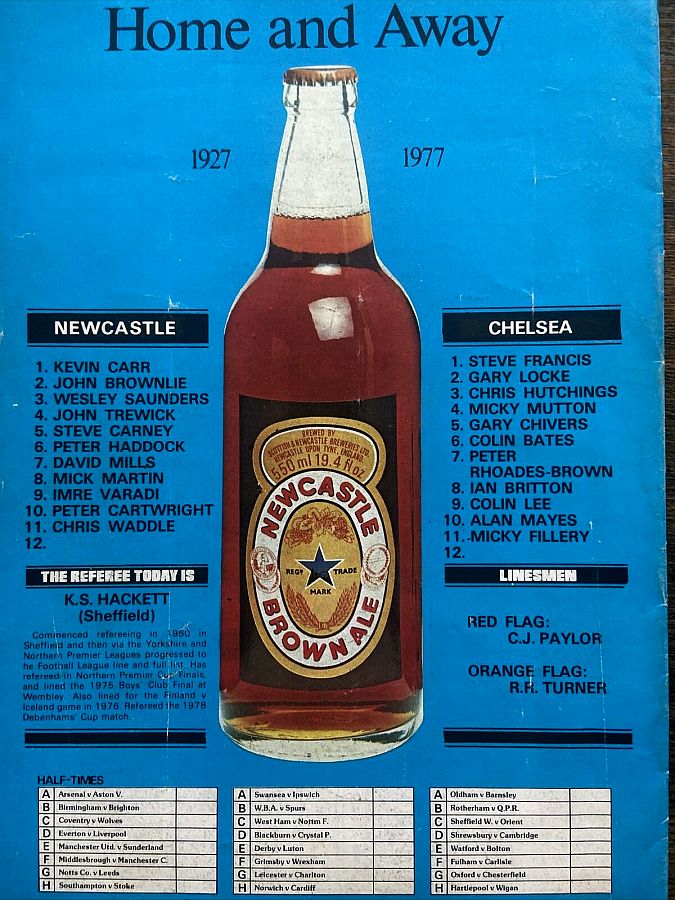 Home and Away
1927 1977
NEWCASTLE
1. KEVIN CARR
2. JOHN BROWNLIE
3. WESLEY SAUNDERS
4. JOHN TREWICK
5. STEVE CARNEY
6. PETER HADDOCK
7. DAVID MILLS
8. MICK MARTIN
9. IMRE VARADI
10. PETER CARTWRIGHT
11. CHRIS WADDLE
12.
THE REFEREE TODAY IS
K.S. HACKETT
(Sheffield)
Commenced refereeing in 1960 in
Sheffield and then via the Yorkshire and
Northern Premier Leagues progressed to
he Football League line and full list. Has
refereed in Northern Premier Cup Finals,
and lined the 1975 Boys' Club Final at
Wembley. Also lined for the Finland v
Iceland game in 1976. Refereed the 1978
Debenhams' Cup match.
BREWED BY
SCOTTISH & NEWCASTLE BREWERIES LTD.
NEWCASTLE UPON TYNE, ENGLAND
550 ml 19.4 fl oz
NEWCASTLE
REGD TRADE
MARK
BROWN ALE
CHELSEA
1. STEVE FRANCIS
2. GARY LOCKE
3. CHRIS HUTCHINGS
4. MICKY MUTTON
5. GARY CHIVERS
6. COLIN BATES
7. PETER
RHOADES-BROWN
8. IAN BRITTON
9. COLIN LEE
10. ALAN MAYES
11. MICKY FILLERY
12.
LINESMEN
RED FLAG:
C.J. PAYLOR
ORANGE FLAG:
R.R. TURNER
HALF-TIMES
A Arsenal v Aston V.
B Birmingham v Brighton
C Coventry v Wolves
D Everton v Liverpool
E Manchester Utd. v Sunderland
F Middlesbrough v Manchester C.
G Notts Co. v Leeds
H Southampton v Stoke
A Swansea v Ipswich
B W.B.A. v Spurs
C West Ham v Nottm F.
D Blackburn v Crystal P.
E Derby v Luton
F Grimsby v Wrexham
G Leicester v Charlton
H Norwich v Cardiff
A Oldham v Barnsley
B Rotherham v Q.P.R.
C Sheffield W. v Orient
D Shrewsbury v Cambridge
E Watford v Bolton
F Fulham v Carlisle
G Oxford v Chesterfield
H Hartlepool v Wigan